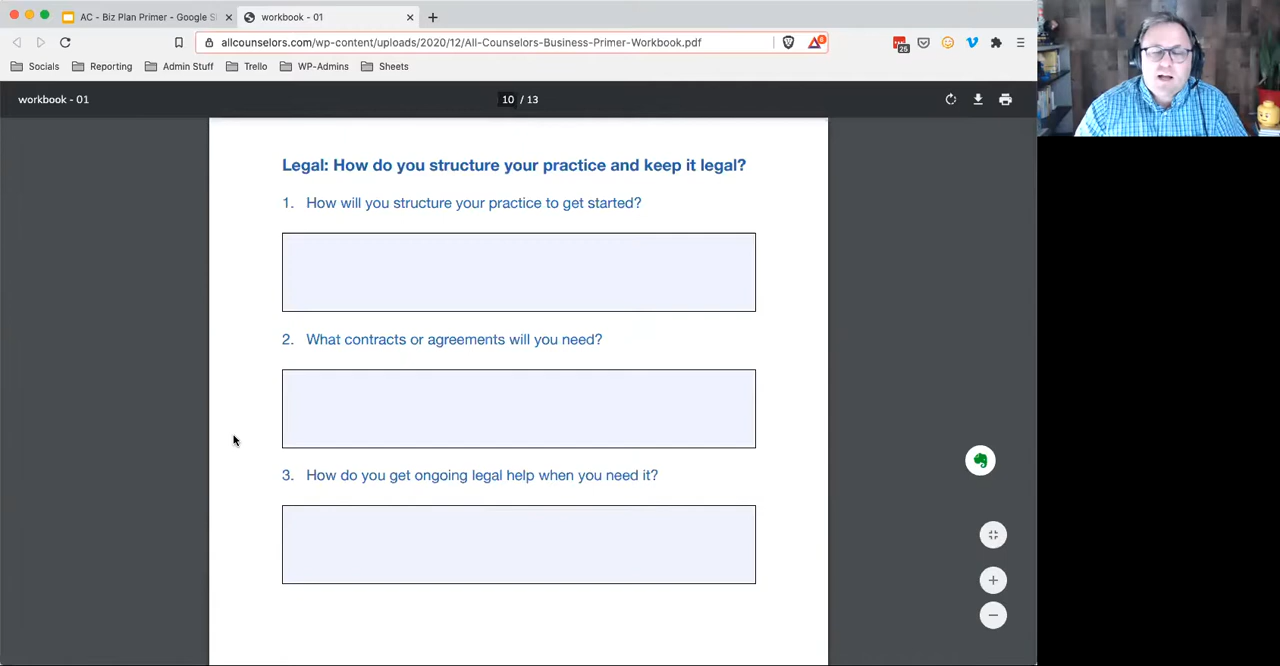 AC - Biz Plan Primer - Google Sl
workbook - 01
allcounselors.com/wp-content/uploads/2020/12/All-Counselors-Business-Primer-Workbook.pdf
6
25
Socials
Reporting
Admin Stuff
Trello
WP-Admins
Sheets
workbook - 01
10 / 13
Legal: How do you structure your practice and keep it legal?
1. How will you structure your practice to get started?
2. What contracts or agreements will you need?
3. How do you get ongoing legal help when you need it?